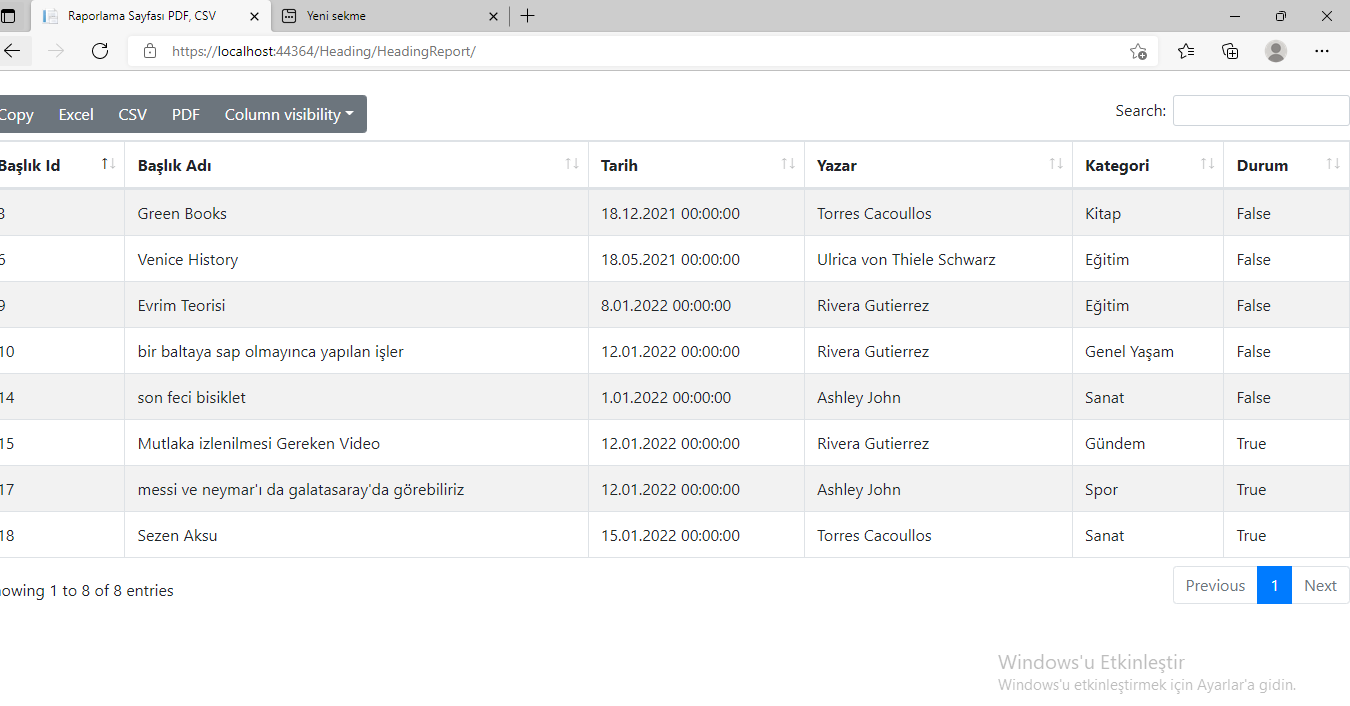 Raporlama Sayfası PDF, CSV Yeni sekme
https://localhost:44364/Heading/HeadingReport/
Copy Excel CSV PDF Column visibility Search:
Başlık Id Başlık Adı Tarih Yazar Kategori Durum
3 Green Books 18.12.2021 00:00:00 Torres Cacoullos Kitap False
6 Venice History 18.05.2021 00:00:00 Ulrica von Thiele Schwarz Eğitim False
9 Evrim Teorisi 8.01.2022 00:00:00 Rivera Gutierrez Eğitim False
10 bir baltaya sap olmayınca yapılan işler 12.01.2022 00:00:00 Rivera Gutierrez Genel Yaşam False
14 son feci bisiklet 1.01.2022 00:00:00 Ashley John Sanat False
15 Mutlaka izlenilmesi Gereken Video 12.01.2022 00:00:00 Rivera Gutierrez Gündem True
17 messi ve neymar'ı da galatasaray'da görebiliriz 12.01.2022 00:00:00 Ashley John Spor True
18 Sezen Aksu 15.01.2022 00:00:00 Torres Cacoullos Sanat True
owing 1 to 8 of 8 entries Previous 1 Next
Windows'u Etkinleştir
Windows'u etkinleştirmek için Ayarlar'a gidin.